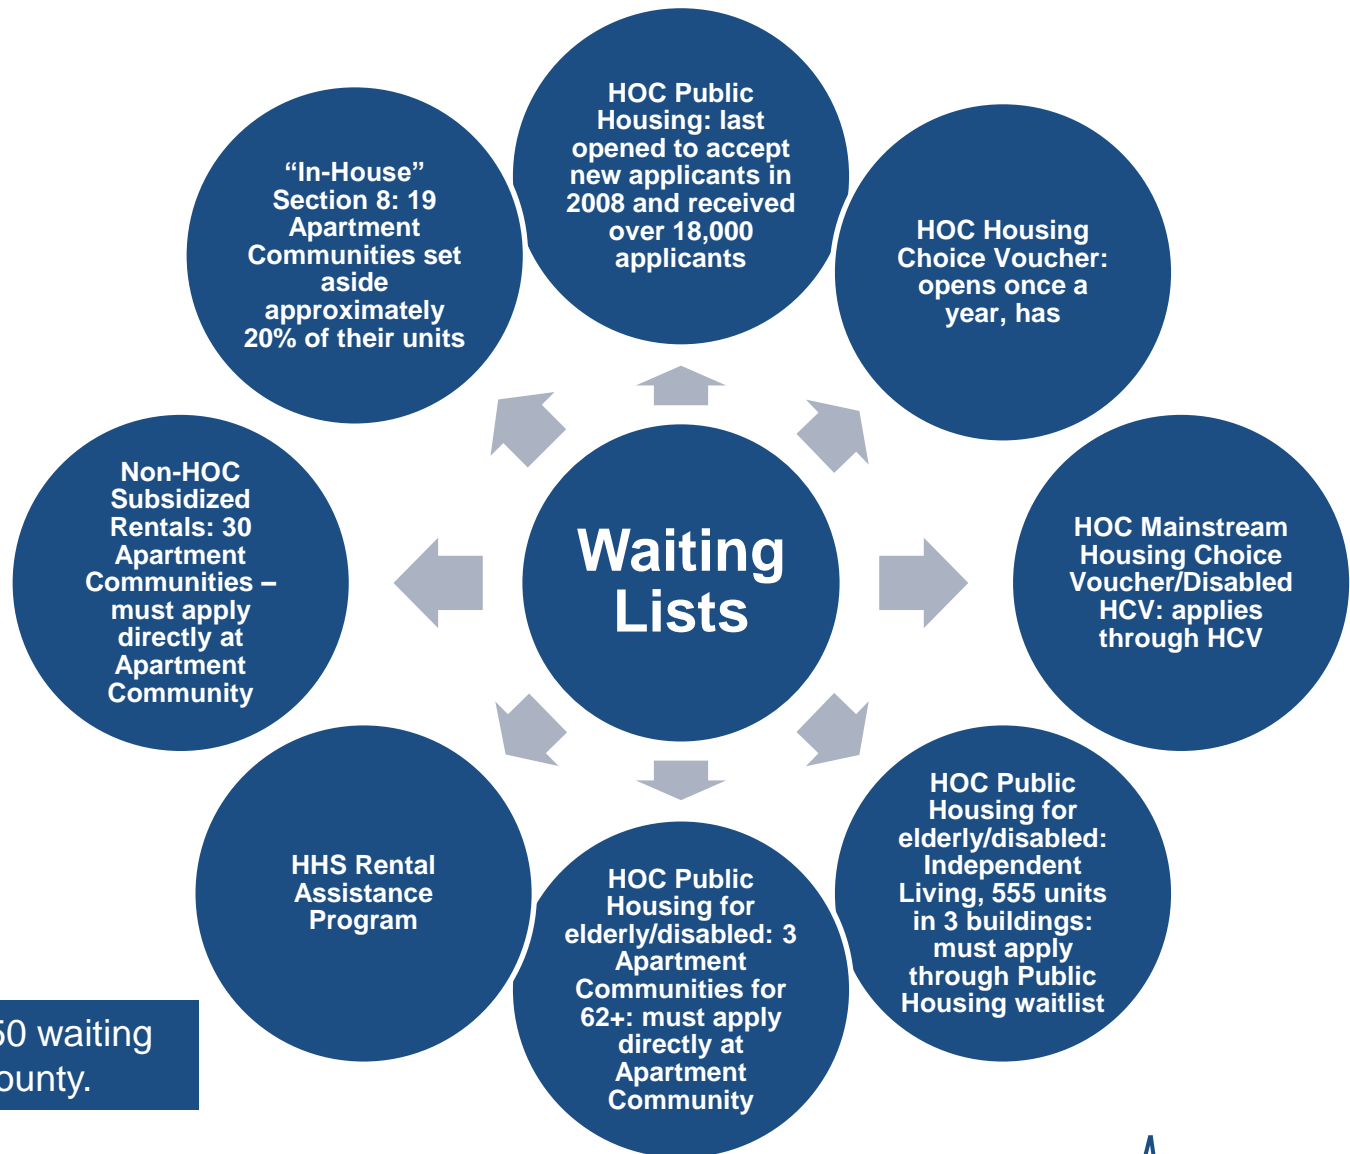 HOC Public
Housing: last
opened to accept
new applicants in
2008 and received
over 18,000
applicants
“In-House”
Section 8: 19
Apartment
Communities set
aside
approximately
20% of their units
HOC Housing
Choice Voucher:
opens once a
year, has
Non-HOC
Subsidized
Rentals: 30
Apartment
Communities –
must apply
directly at
Apartment
Community
Waiting
Lists
HOC Mainstream
Housing Choice
Voucher/Disabled
HCV: applies
through HCV
HHS Rental
Assistance
Program
HOC Public
Housing for
elderly/disabled: 3
Apartment
Communities for
62+: must apply
directly at
Apartment
Community
HOC Public
Housing for
elderly/disabled:
Independent
Living, 555 units
in 3 buildings:
must apply
through Public
Housing waitlist
50 waiting
ounty.